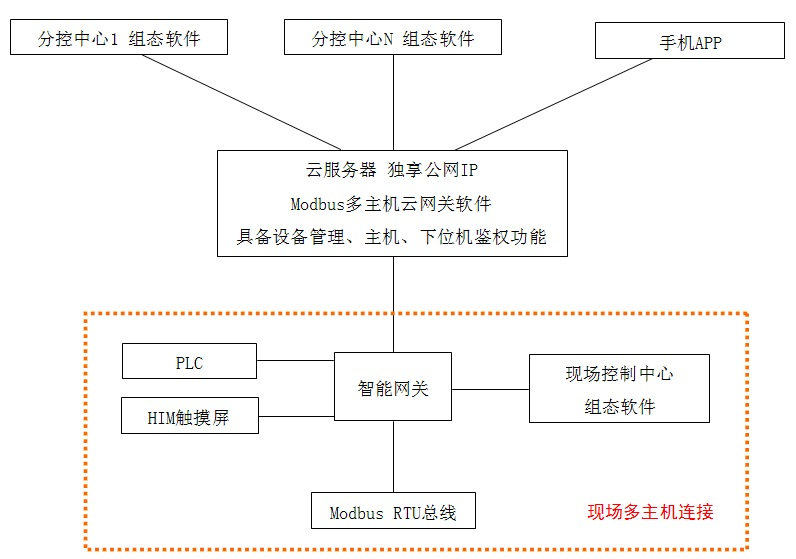 分控中心1 组态软件
分控中心N 组态软件
手机APP
云服务器 独享公网IP
Modbus多主机云网关软件
具备设备管理、主机、下位机鉴权功能
PLC
智能网关
现场控制中心
组态软件
HIM触摸屏
Modbus RTU总线
现场多主机连接